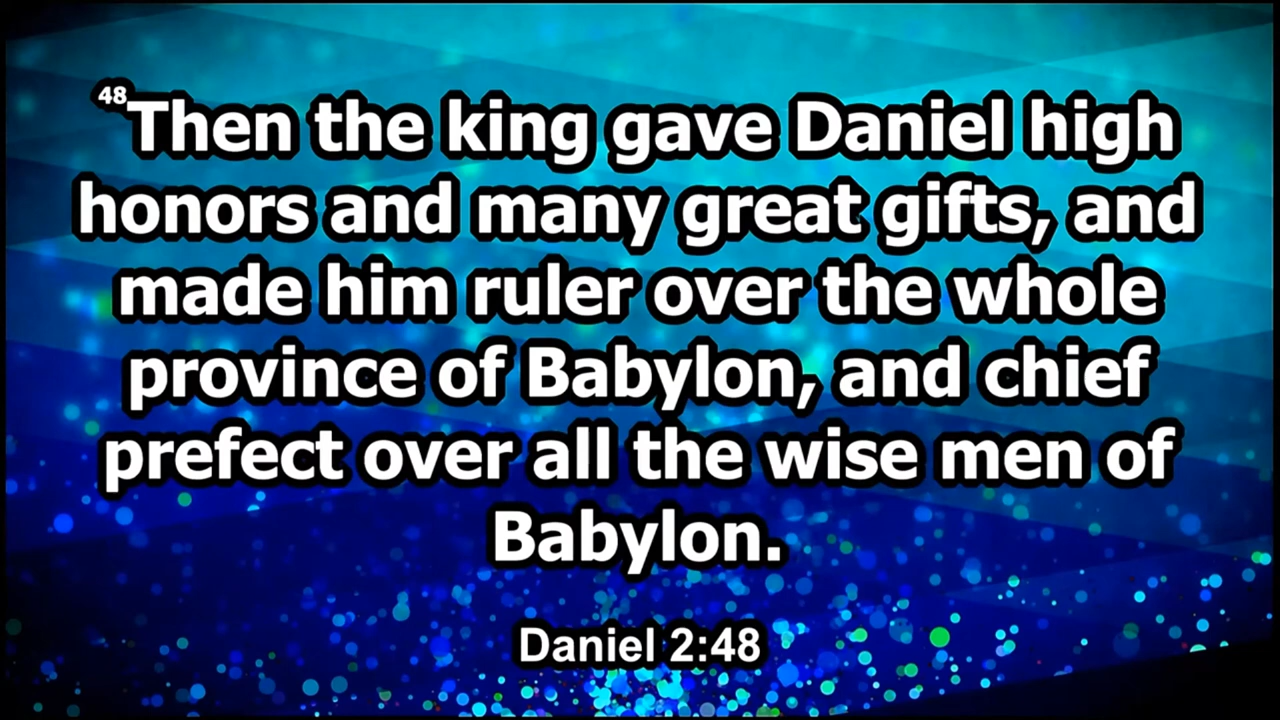 48Then the king gave Daniel high
honors and many great gifts, and
made him ruler over the whole
province of Babylon, and chief
prefect over all the wise men of
Babylon.
Daniel 2:48